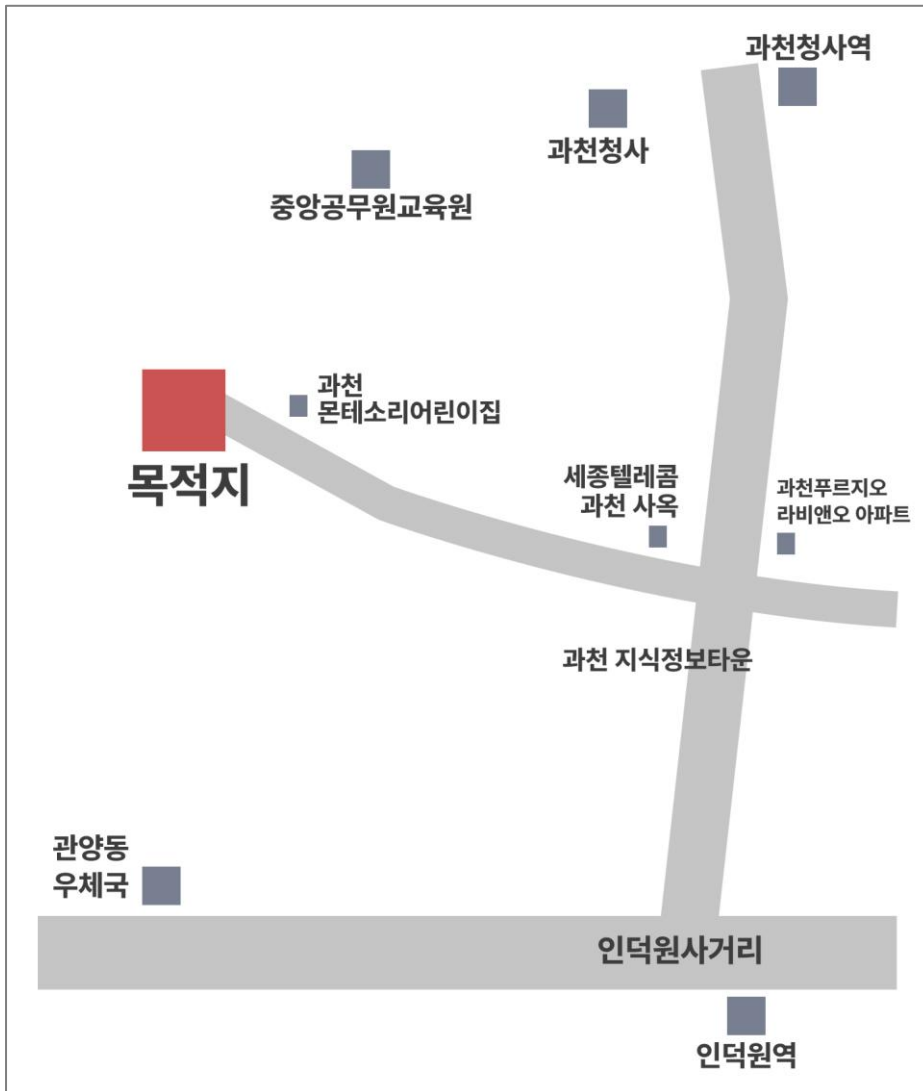 과천청사역
과천청사
중앙공무원교육원
과천
몬테소리어린이집
목적지
세종텔레콤
과천 사옥
과천푸르지오
라비앤오 아파트
과천 지식정보타운
관양동
우체국
인덕원사거리
인덕원역